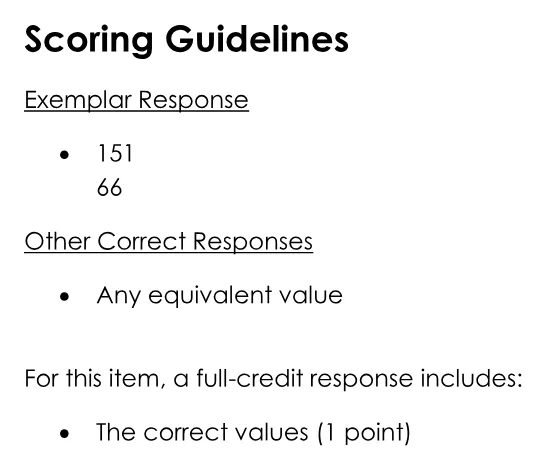 Scoring Guidelines
Exemplar Response
• 151
66
Other Correct Responses
• Any equivalent value
For this item, a full-credit response includes:
• The correct values (1 point)